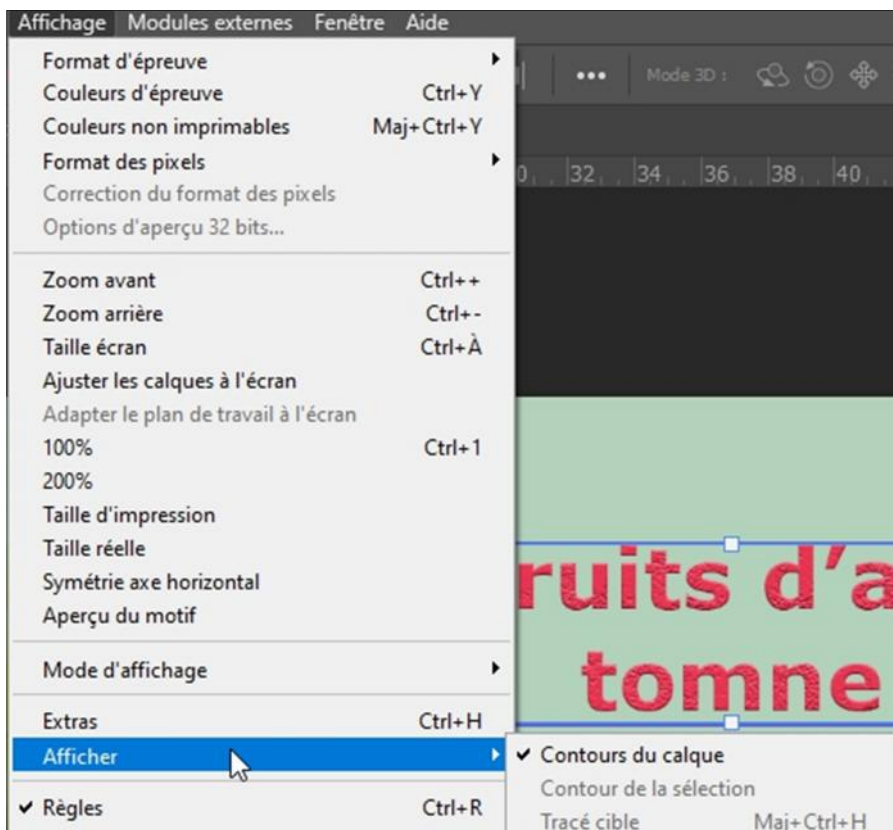 Affichage Modules externes Fenêtre Aide
Format d'épreuve
Couleurs d'épreuve Ctrl+Y
Couleurs non imprimables Maj+Ctrl+Y
Format des pixels
Correction du format des pixels
Options d'aperçu 32 bits...
Zoom avant Ctrl++
Zoom arrière Ctrl+-
Taille écran Ctrl+À
Ajuster les calques à l'écran
Adapter le plan de travail à l'écran
100% Ctrl+1
200%
Taille d'impression
Taille réelle
Symétrie axe horizontal
Aperçu du motif
Mode d'affichage
Extras Ctrl+H
Afficher
Règles Ctrl+R
Contours du calque
Contour de la sélection
Tracé cible Maj+Ctrl+H
Mode 3D :
0 32 34 36 38 40
ruits d’a
tomne